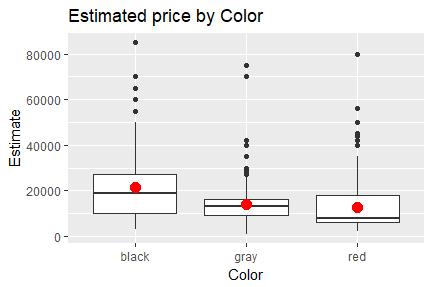 Estimated price by Color
Estimate
80000
60000
40000
20000
0
black gray red
Color